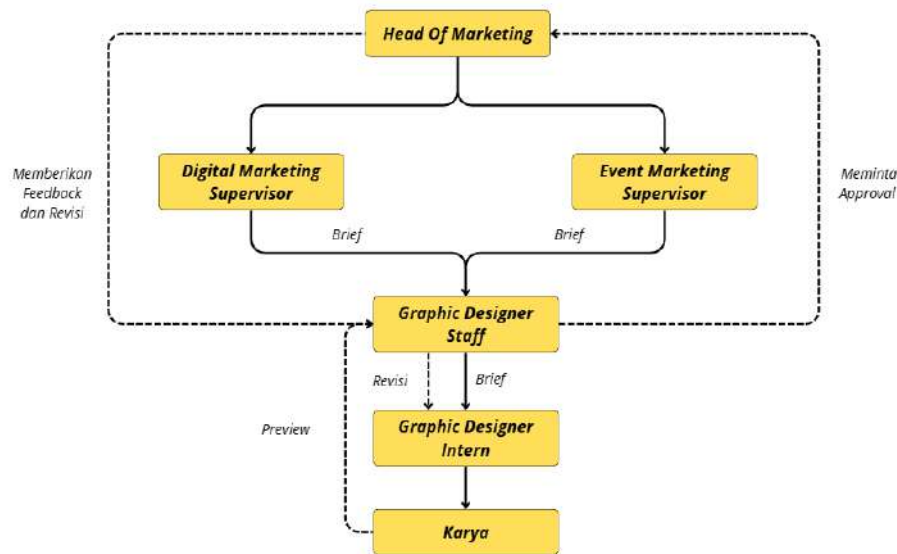 Head Of Marketing
Memberikan
Feedback
dan Revisi
Digital Marketing
Supervisor
Event Marketing
Supervisor
Meminta
Approval
Brief
Brief
Graphic Designer
Staff
Revisi
Brief
Preview
Graphic Designer
Intern
Karya